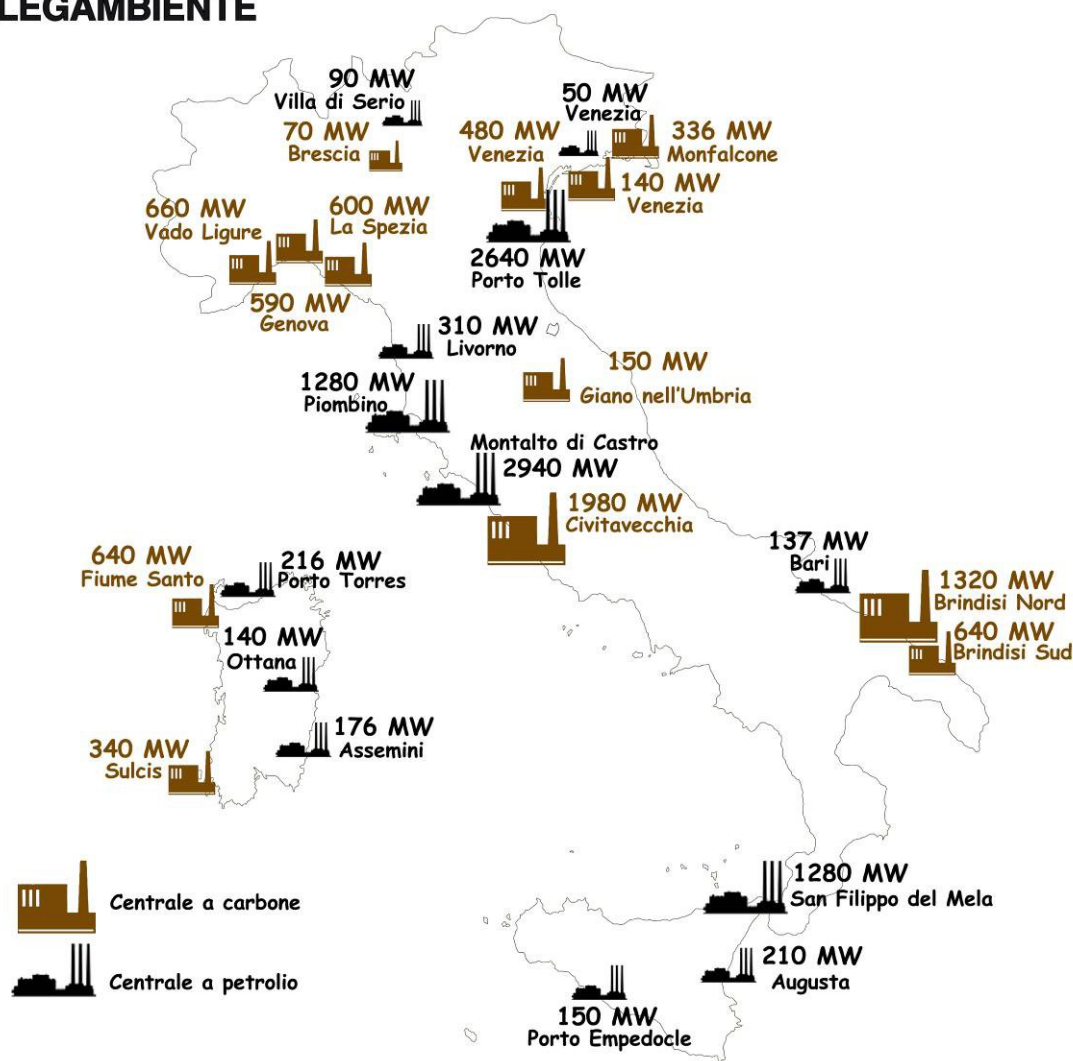 LEGAMBIENTE
90 MW
Villa di Serio
50 MW
Venezia
70 MW
Brescia
480 MW
Venezia
336 MW
Monfalcone
140 MW
Venezia
660 MW
Vado Ligure
600 MW
La Spezia
2640 MW
Porto Tolle
590 MW
Genova
310 MW
Livorno
150 MW
Giano nell'Umbria
1280 MW
Piombino
Montalto di Castro
2940 MW
1980 MW
Civitavecchia
137 MW
Bari
640 MW
Fiume Santo
216 MW
Porto Torres
1320 MW
Brindisi Nord
640 MW
Brindisi Sud
140 MW
Ottana
176 MW
Assemini
340 MW
Sulcis
1280 MW
San Filippo del Mela
Centrale a carbone
210 MW
Augusta
Centrale a petrolio
150 MW
Porto Empedocle